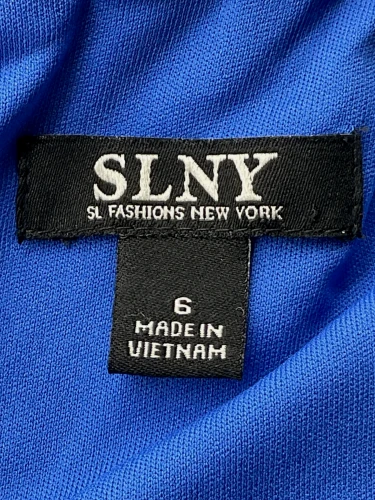 SLNY
SL FASHIONS NEW YORK
6
MADE IN
VIETNAM